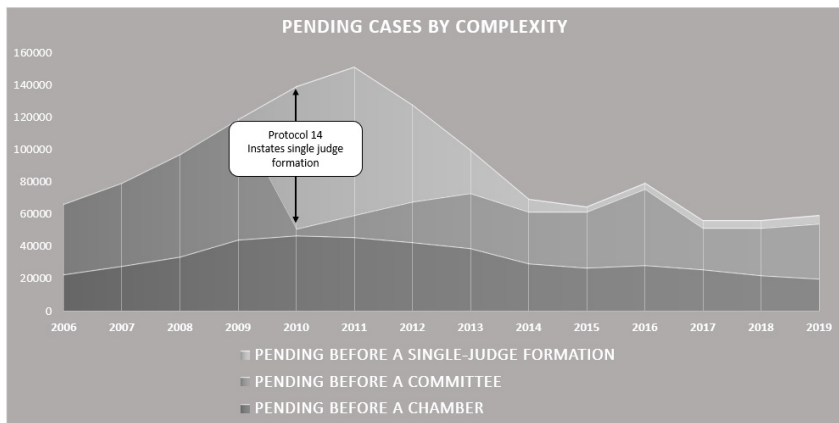 PENDING CASES BY COMPLEXITY
160000
140000
120000
100000
80000
60000
40000
20000
0
Protocol 14
Instates single judge
formation
2006 2007 2008 2009 2010 2011 2012 2013 2014 2015 2016 2017 2018 2019
PENDING BEFORE A SINGLE-JUDGE FORMATION
PENDING BEFORE A COMMITTEE
PENDING BEFORE A CHAMBER